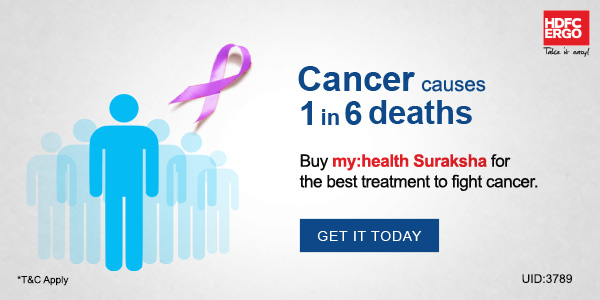 HDFC
ERGO
Take it easy!
Cancer causes
1 in 6 deaths
Buy my:health Suraksha for
the best treatment to fight cancer.
GET IT TODAY
*T&C Apply
UID:3789